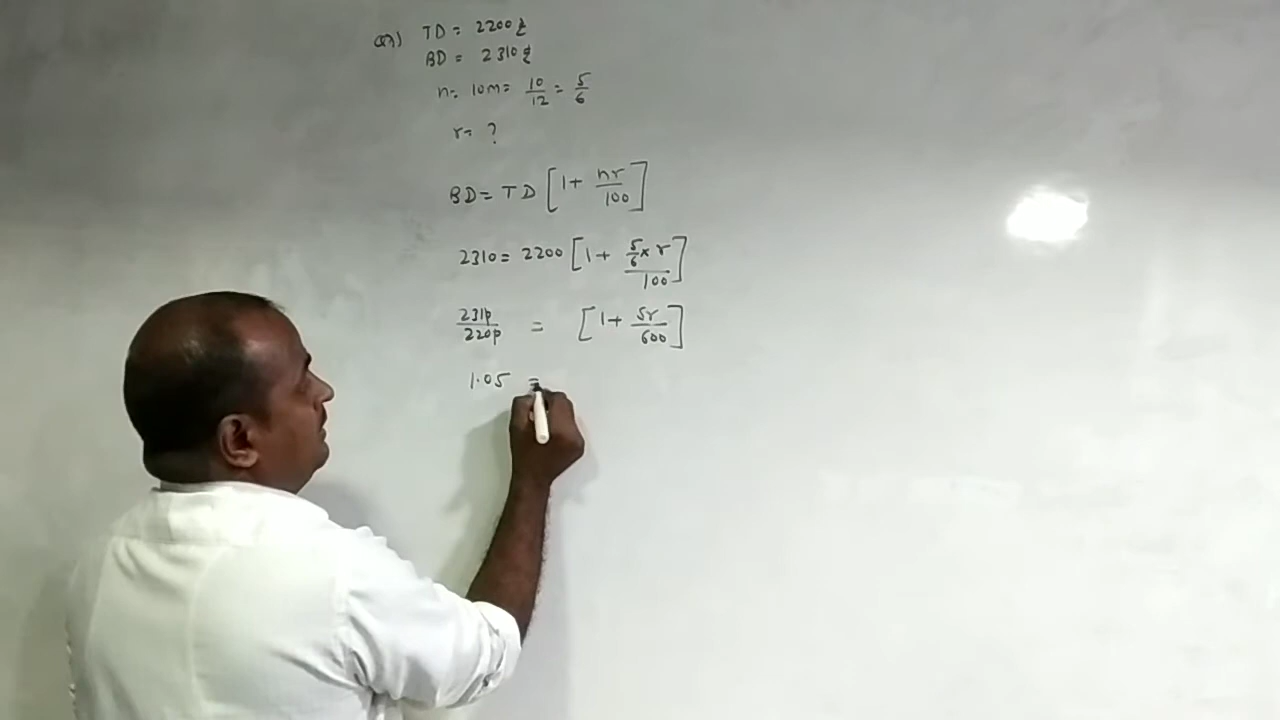 Q1) TD = 2200₹
BD = 2310₹
n = 10m = 10/12 = 5/6
r = ?
BD = TD [1 + nr/100]
2310 = 2200 [1 + 5/6 × r/100]
2310/2200 = [1 + 5r/600]
1.05 =